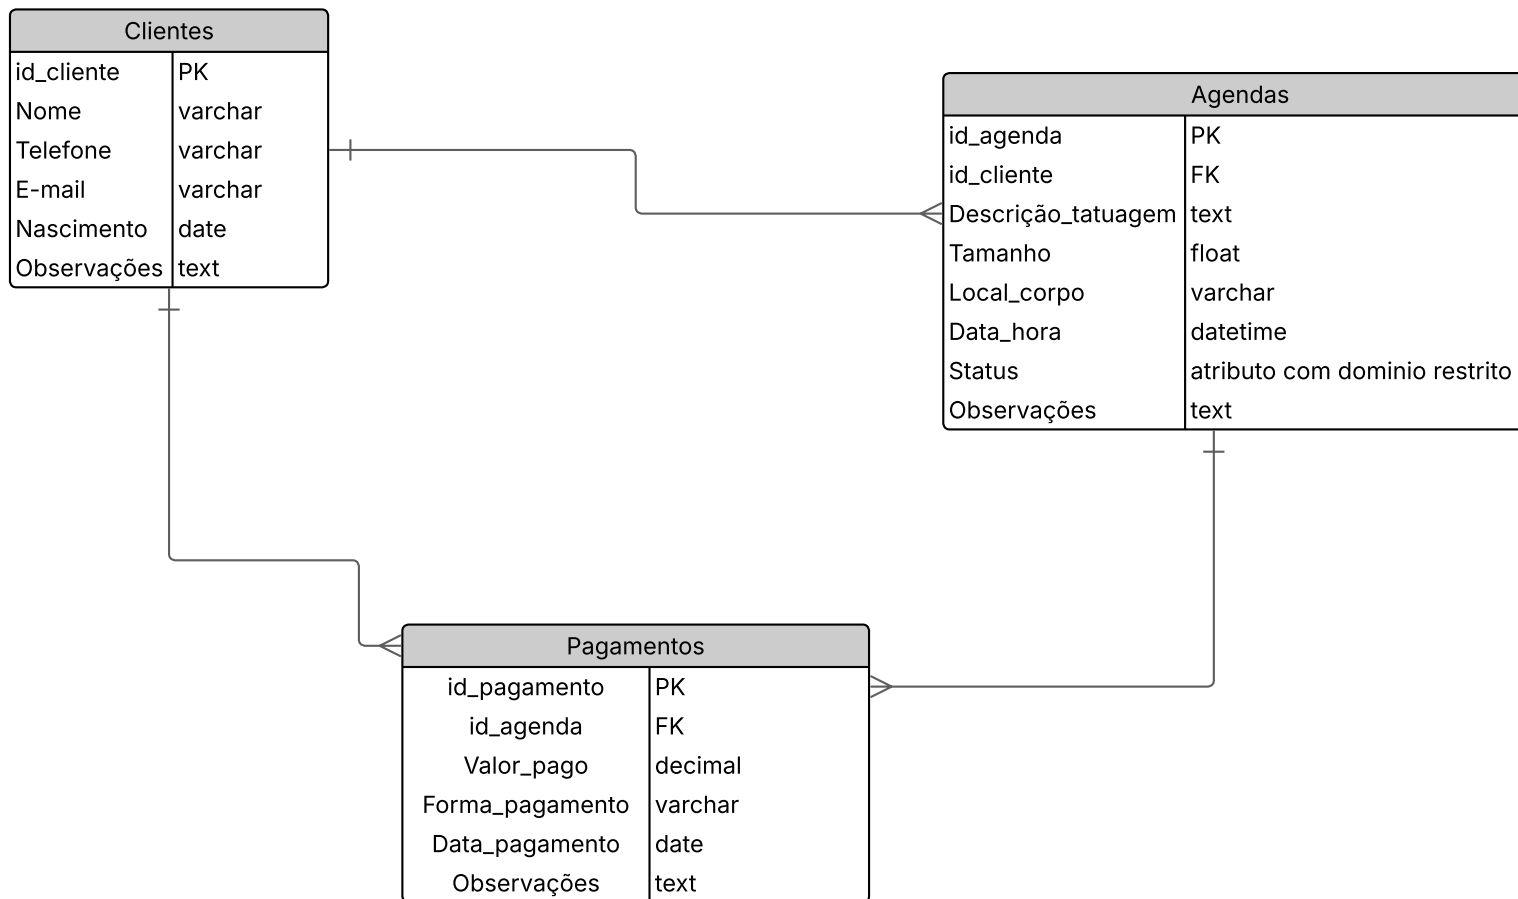 Clientes
id_cliente PK
Nome varchar
Telefone varchar
E-mail varchar
Nascimento date
Observações text
Agendas
id_agenda PK
id_cliente FK
Descrição_tatuagem text
Tamanho float
Local_corpo varchar
Data_hora datetime
Status atributo com dominio restrito
Observações text
Pagamentos
id_pagamento PK
id_agenda FK
Valor_pago decimal
Forma_pagamento varchar
Data_pagamento date
Observações text